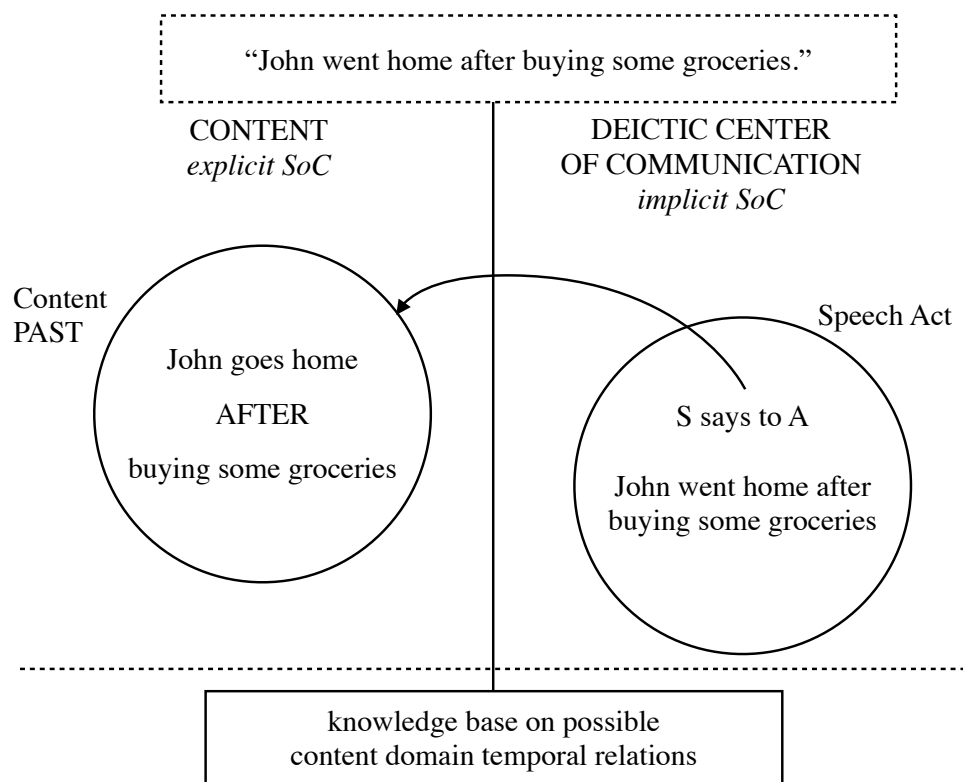 “John went home after buying some groceries.”
CONTENT
explicit SoC
DEICTIC CENTER
OF COMMUNICATION
implicit SoC
Content
PAST
John goes home
AFTER
buying some groceries
Speech Act
S says to A
John went home after
buying some groceries
knowledge base on possible
content domain temporal relations